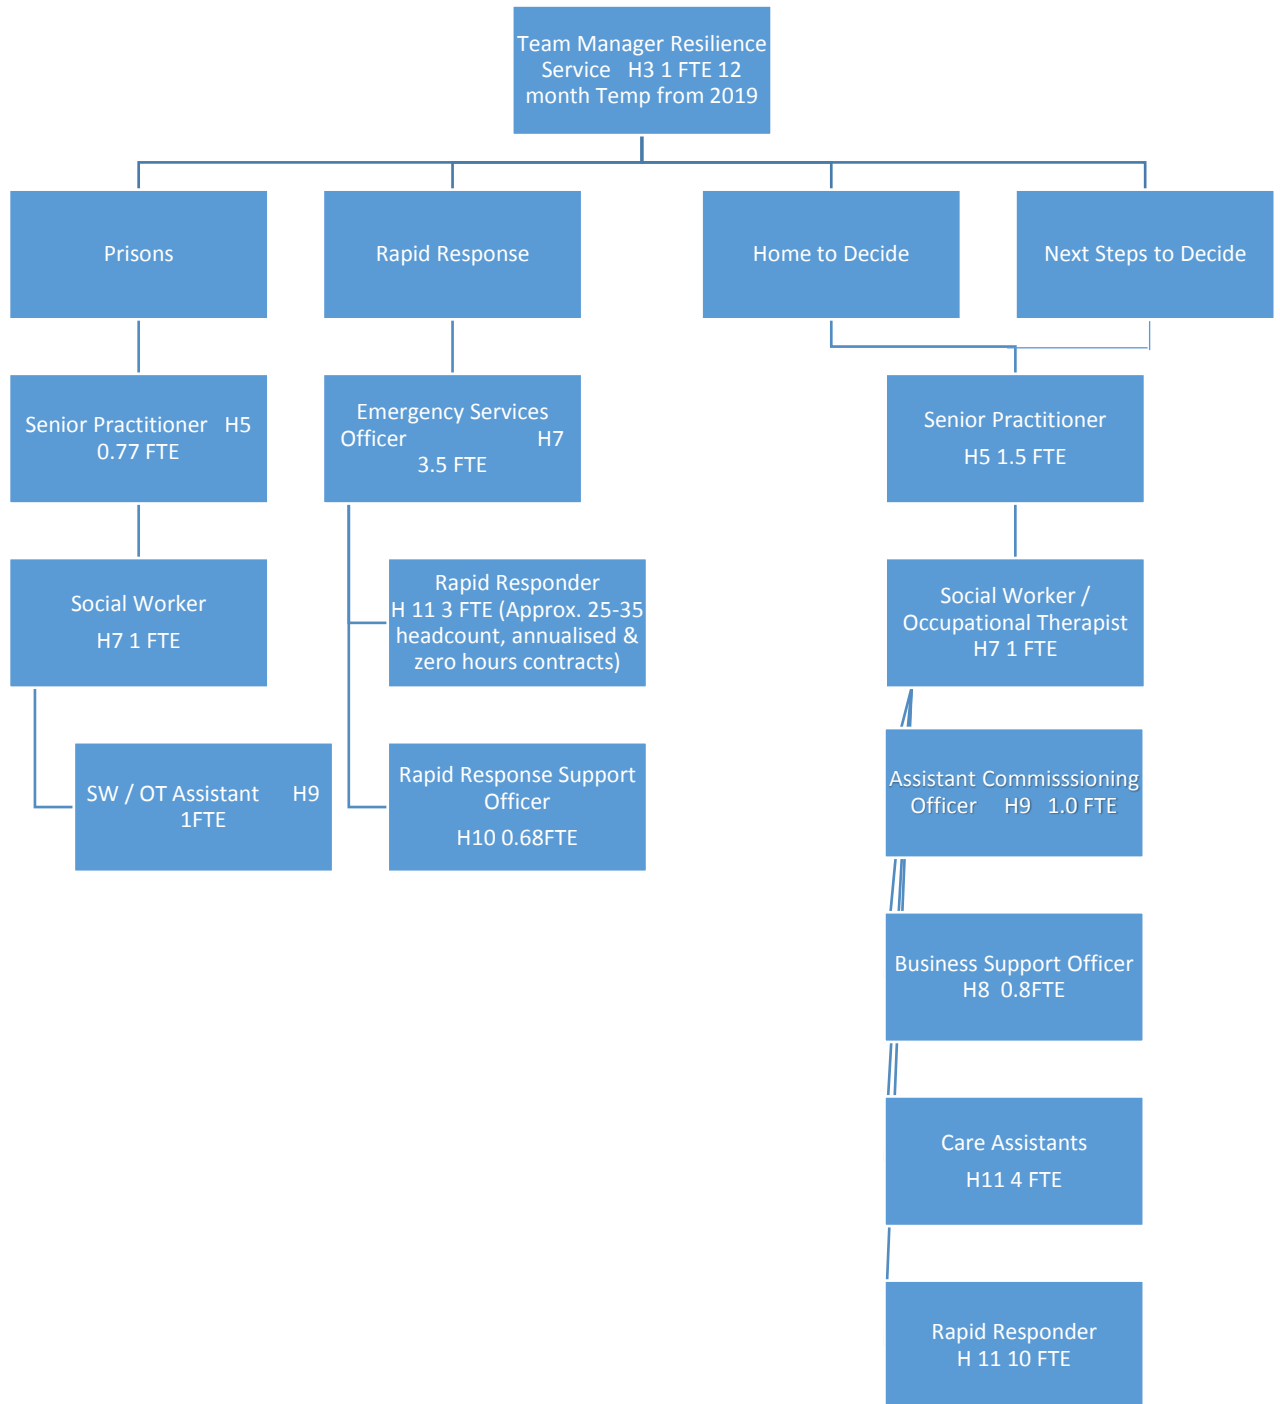 Team Manager Resilience
Service H3 1 FTE 12
month Temp from 2019
Prisons
Rapid Response
Home to Decide
Next Steps to Decide
Senior Practitioner H5
0.77 FTE
Emergency Services
Officer H7
3.5 FTE
Senior Practitioner
H5 1.5 FTE
Social Worker
H7 1 FTE
Rapid Responder
H 11 3 FTE (Approx. 25-35
headcount, annualised &
zero hours contracts)
Social Worker /
Occupational Therapist
H7 1 FTE
SW / OT Assistant H9
1FTE
Rapid Response Support
Officer
H10 0.68FTE
Assistant Commisssioning
Officer H9 1.0 FTE
Business Support Officer
H8 0.8FTE
Care Assistants
H11 4 FTE
Rapid Responder
H 11 10 FTE